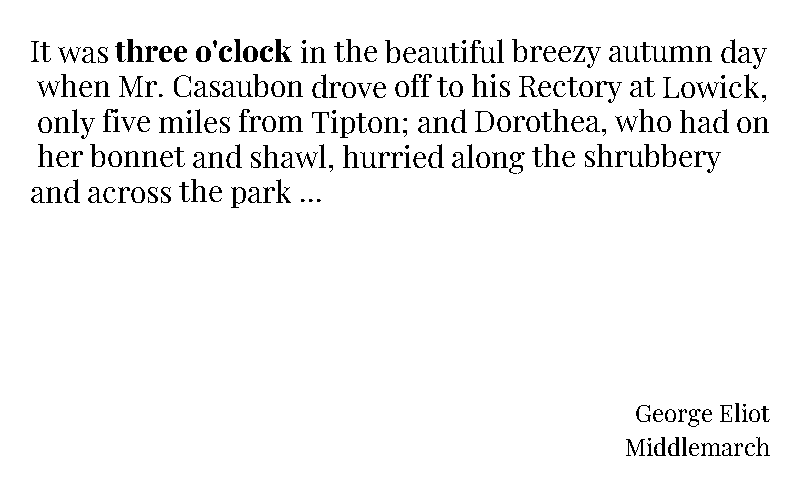 It was three o'clock in the beautiful breezy autumn day
when Mr. Casaubon drove off to his Rectory at Lowick,
only five miles from Tipton; and Dorothea, who had on
her bonnet and shawl, hurried along the shrubbery
and across the park ...
George Eliot
Middlemarch